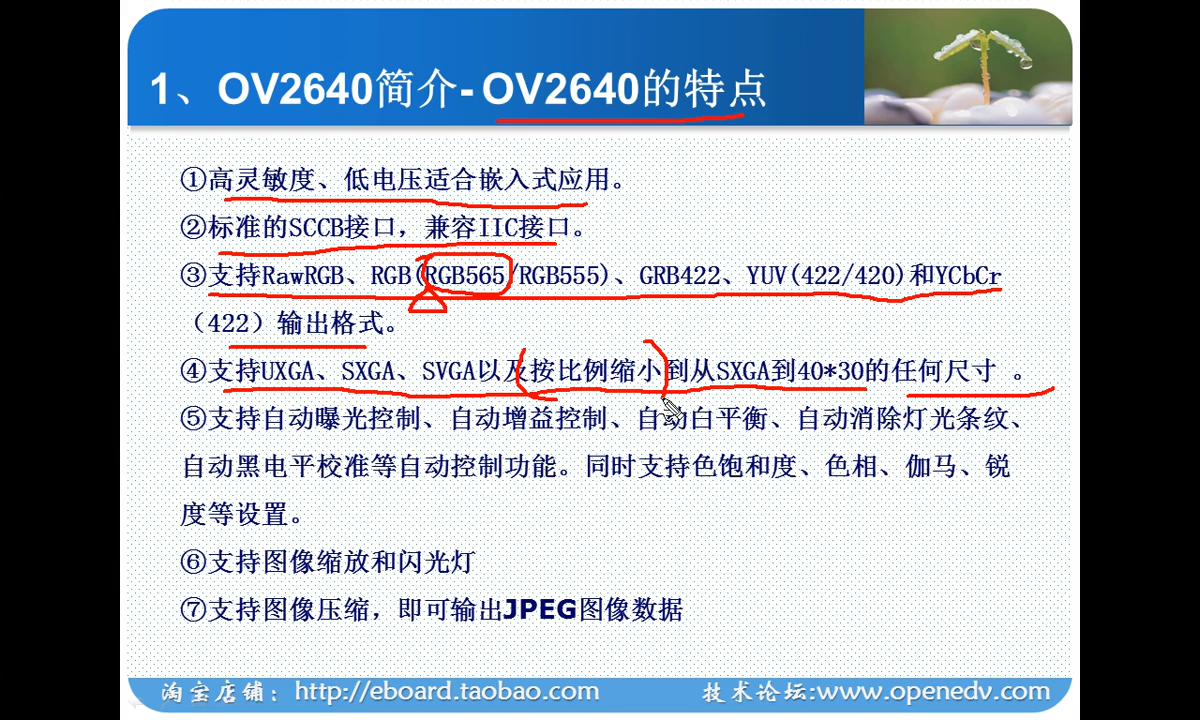 1、OV2640简介- OV2640的特点
①高灵敏度、低电压适合嵌入式应用。
②标准的SCCB接口，兼容IIC接口。
③支持RawRGB、RGB(RGB565/RGB555)、GRB422、YUV(422/420)和YCbCr
（422）输出格式。
④支持UXGA、SXGA、SVGA以及按比例缩小到从SXGA到40*30的任何尺寸 。
⑤支持自动曝光控制、自动增益控制、自动白平衡、自动消除灯光条纹、
自动黑电平校准等自动控制功能。同时支持色饱和度、色相、伽马、锐
度等设置。
⑥支持图像缩放和闪光灯
⑦支持图像压缩，即可输出JPEG图像数据
淘宝店铺：http://eboard.taobao.com
技术论坛:www.openedv.com